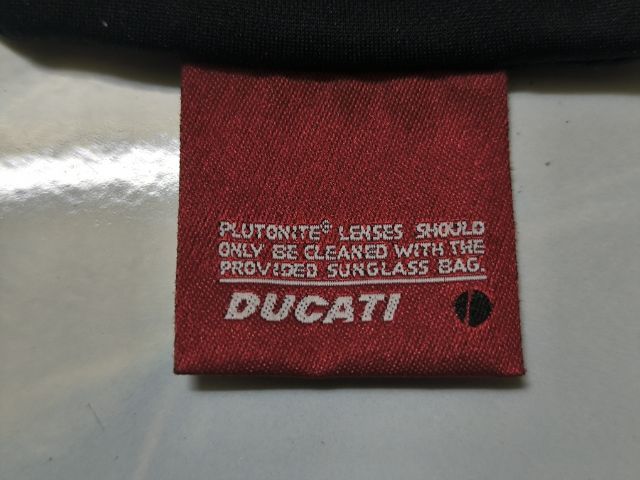 PLUTONITE® LENSES SHOULD
ONLY BE CLEANED WITH THE
PROVIDED SUNGLASS BAG.
DUCATI